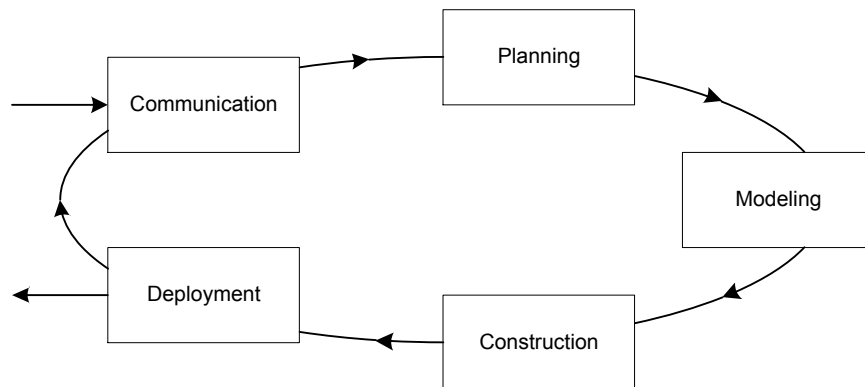 Communication
Planning
Modeling
Construction
Deployment